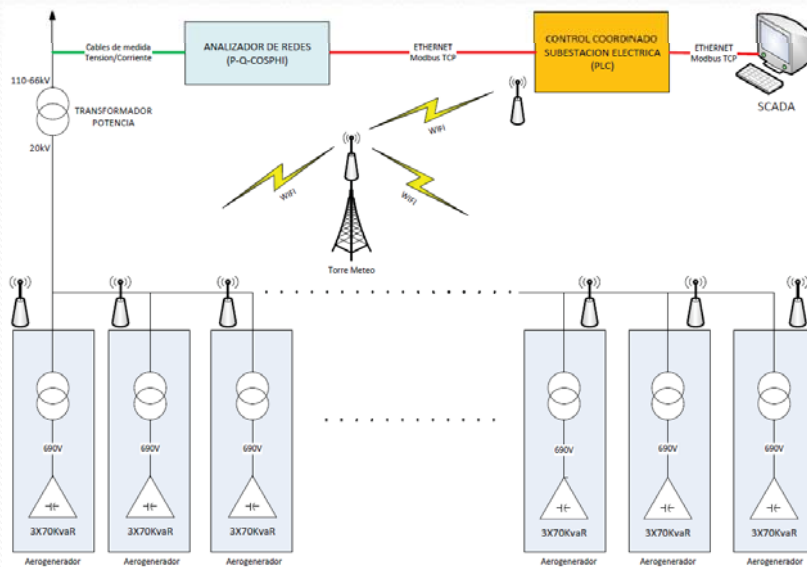 Cables de medida
Tension/Corriente
ANALIZADOR DE REDES
(P-Q-COSPHI)
ETHERNET
Modbus TCP
CONTROL COORDINADO
SUBESTACION ELECTRICA
(PLC)
ETHERNET
Modbus TCP
SCADA
110-66kV
TRANSFORMADOR
POTENCIA
20kV
WIFI
WIFI
WIFI
Torre Meteo
690V
690V
690V
690V
690V
690V
3X70KvaR
3X70KvaR
3X70KvaR
3X70KvaR
3X70KvaR
3X70KvaR
Aerogenerador
Aerogenerador
Aerogenerador
Aerogenerador
Aerogenerador
Aerogenerador